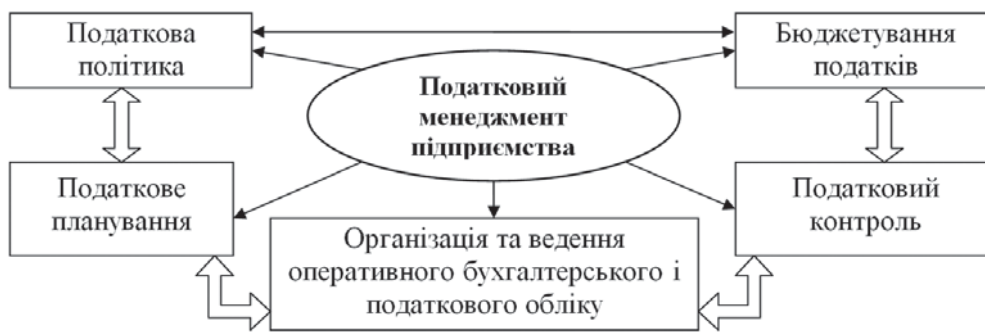 Податкова
політика
Бюджетування
податків
Податковий
менеджмент
підприємства
Податкове
планування
Податковий
контроль
Організація та ведення
оперативного бухгалтерського і
податкового обліку